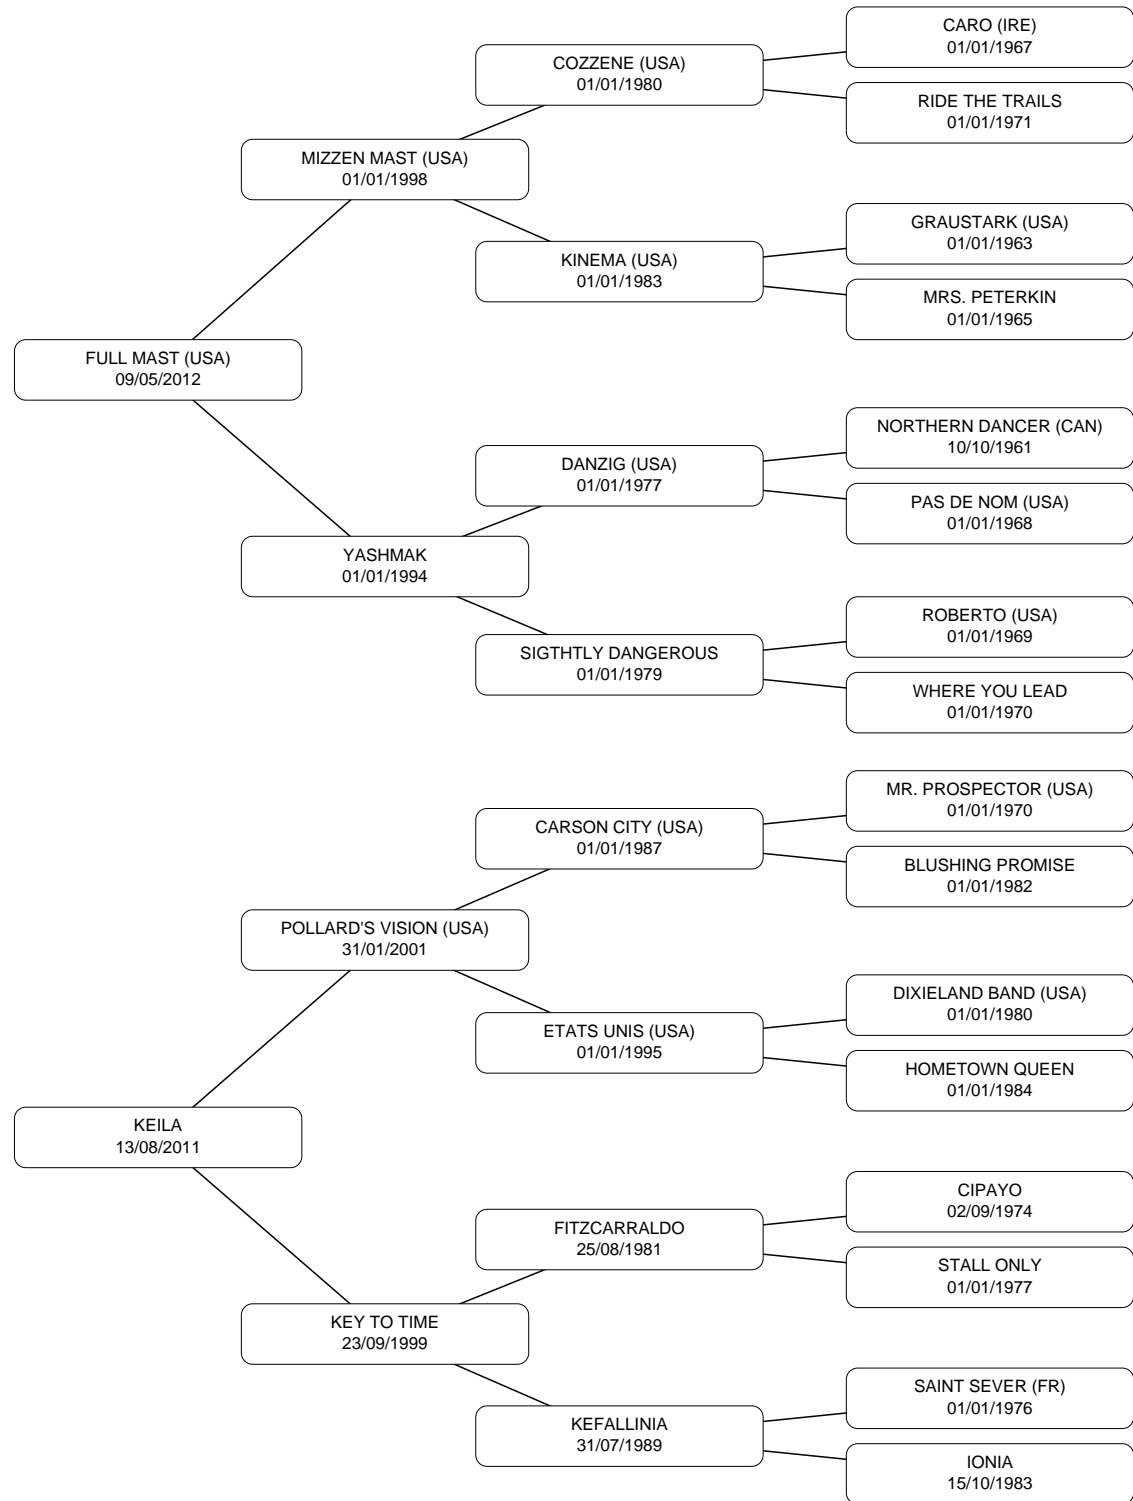 CARO (IRE)
01/01/1967
COZZENE (USA)
01/01/1980
RIDE THE TRAILS
01/01/1971
MIZZEN MAST (USA)
01/01/1998
GRAUSTARK (USA)
01/01/1963
KINEMA (USA)
01/01/1983
MRS. PETERKIN
01/01/1965
FULL MAST (USA)
09/05/2012
NORTHERN DANCER (CAN)
10/10/1961
DANZIG (USA)
01/01/1977
PAS DE NOM (USA)
01/01/1968
YASHMAK
01/01/1994
ROBERTO (USA)
01/01/1969
SIGTHTLY DANGEROUS
01/01/1979
WHERE YOU LEAD
01/01/1970
MR. PROSPECTOR (USA)
01/01/1970
CARSON CITY (USA)
01/01/1987
BLUSHING PROMISE
01/01/1982
POLLARD'S VISION (USA)
31/01/2001
DIXIELAND BAND (USA)
01/01/1980
ETATS UNIS (USA)
01/01/1995
HOMETOWN QUEEN
01/01/1984
KEILA
13/08/2011
CIPAYO
02/09/1974
FITZCARRALDO
25/08/1981
STALL ONLY
01/01/1977
KEY TO TIME
23/09/1999
SAINT SEVER (FR)
01/01/1976
KEFALLINIA
31/07/1989
IONIA
15/10/1983